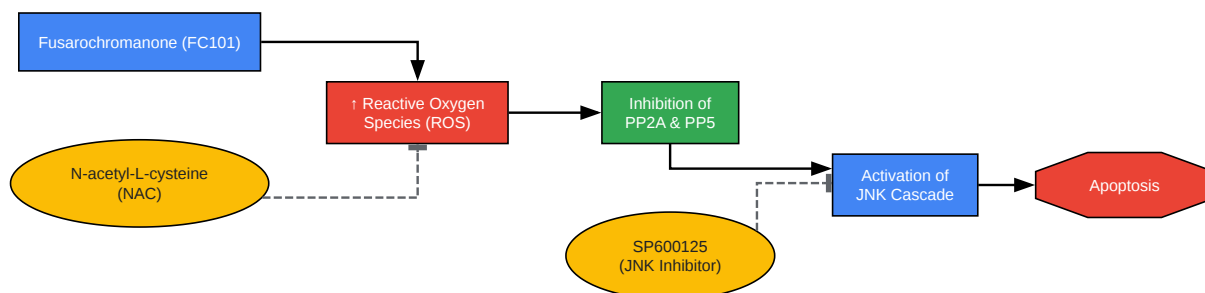 Fusarochromanone (FC101)
↑ Reactive Oxygen
Species (ROS)
Inhibition of
PP2A & PP5
N-acetyl-L-cysteine
(NAC)
Activation of
JNK Cascade
Apoptosis
SP600125
(JNK Inhibitor)